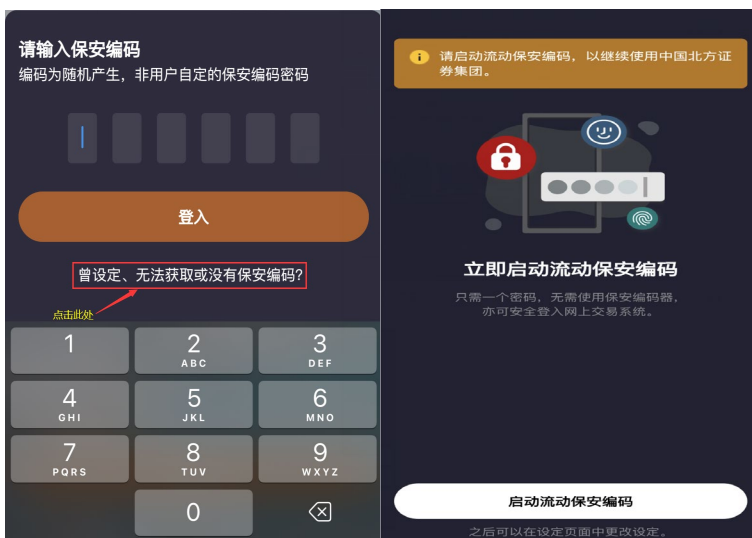 请输入保安编码
编码为随机产生，非用户自定的保安编码密码
登入
曾设定、无法获取或没有保安编码?
点击此处
1
2
ABC
3
DEF
4
GHI
5
JKL
6
MNO
7
PQRS
8
TUV
9
WXYZ
0
请启动流动保安编码，以继续使用中国北方证
券集团。
立即启动流动保安编码
只需一个密码，无需使用保安编码器，
亦可安全登入网上交易系统。
启动流动保安编码
之后可以在设定页面中更改设定。